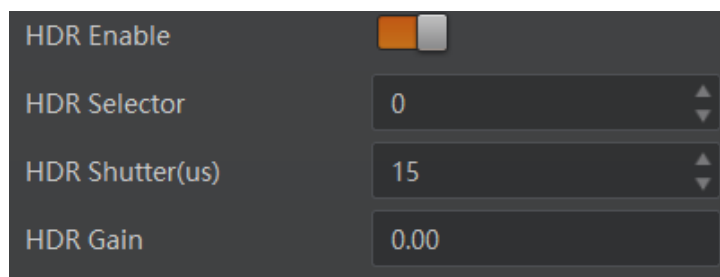 HDR Enable
HDR Selector 0
HDR Shutter(us) 15
HDR Gain 0.00